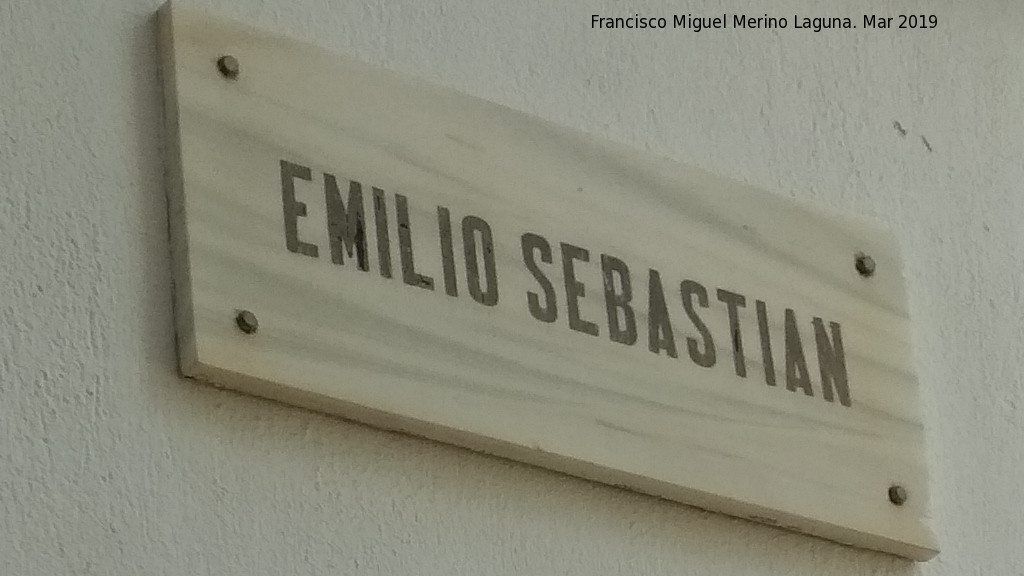 Francisco Miguel Merino Laguna. Mar 2019
EMILIO SEBASTIAN